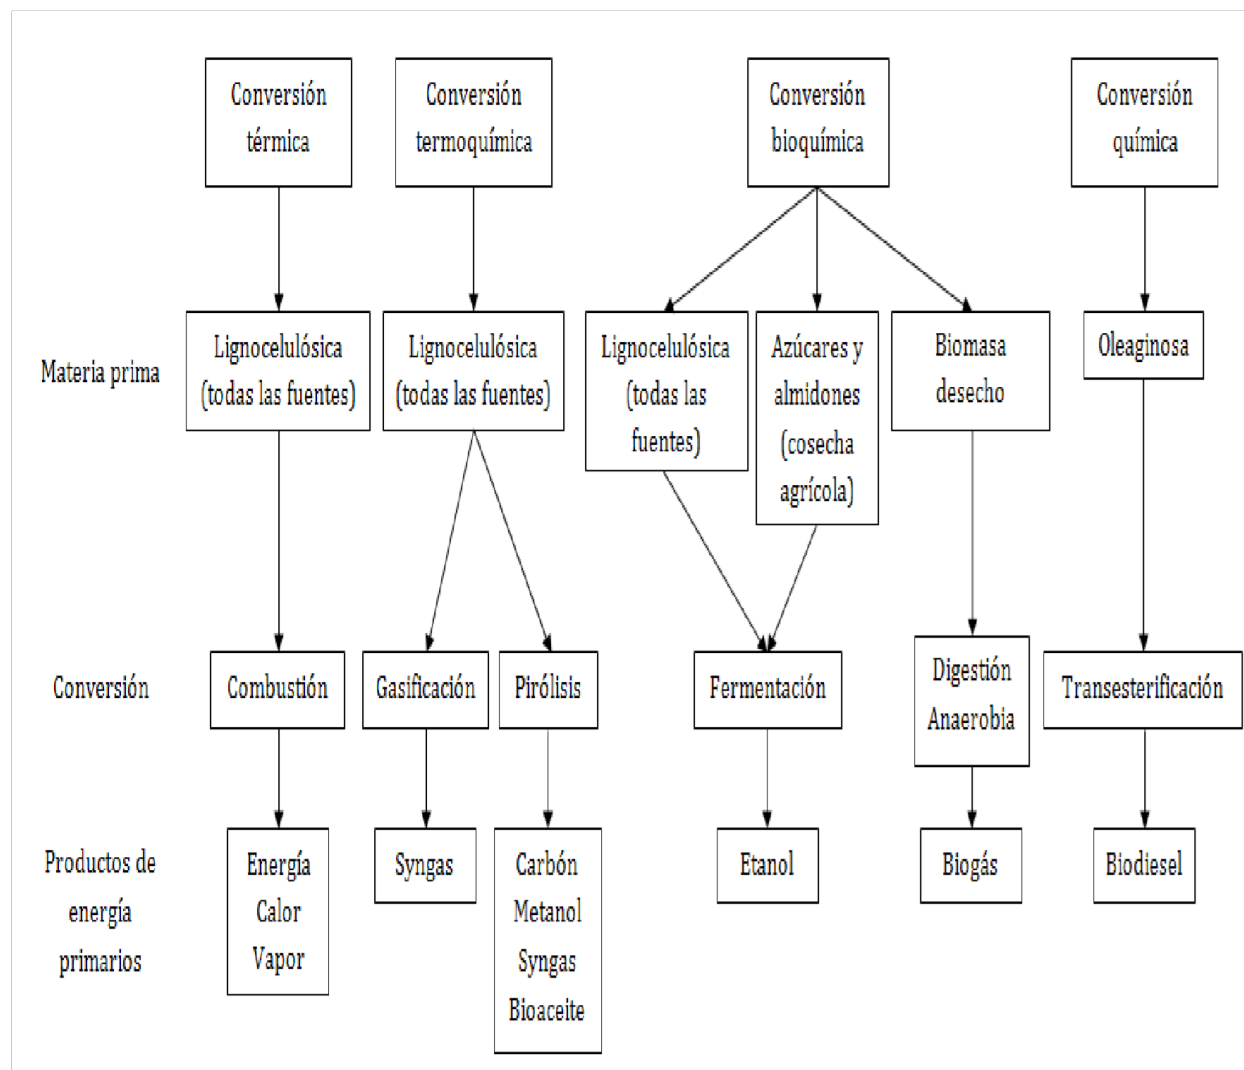 Conversión
térmica
Conversión
termoquímica
Conversión
bioquímica
Conversión
química
Materia prima
Lignocelulósica
(todas las fuentes)
Lignocelulósica
(todas las fuentes)
Lignocelulósica
(todas las
fuentes)
Azúcares y
almidones
(cosecha
agrícola)
Biomasa
desecho
Oleaginosa
Conversión
Combustión
Gasificación
Pirólisis
Fermentación
Digestión
Anaerobia
Transesterificación
Productos de
energía
primarios
Energía
Calor
Vapor
Syngas
Carbón
Metanol
Syngas
Bioaceite
Etanol
Biogás
Biodiesel